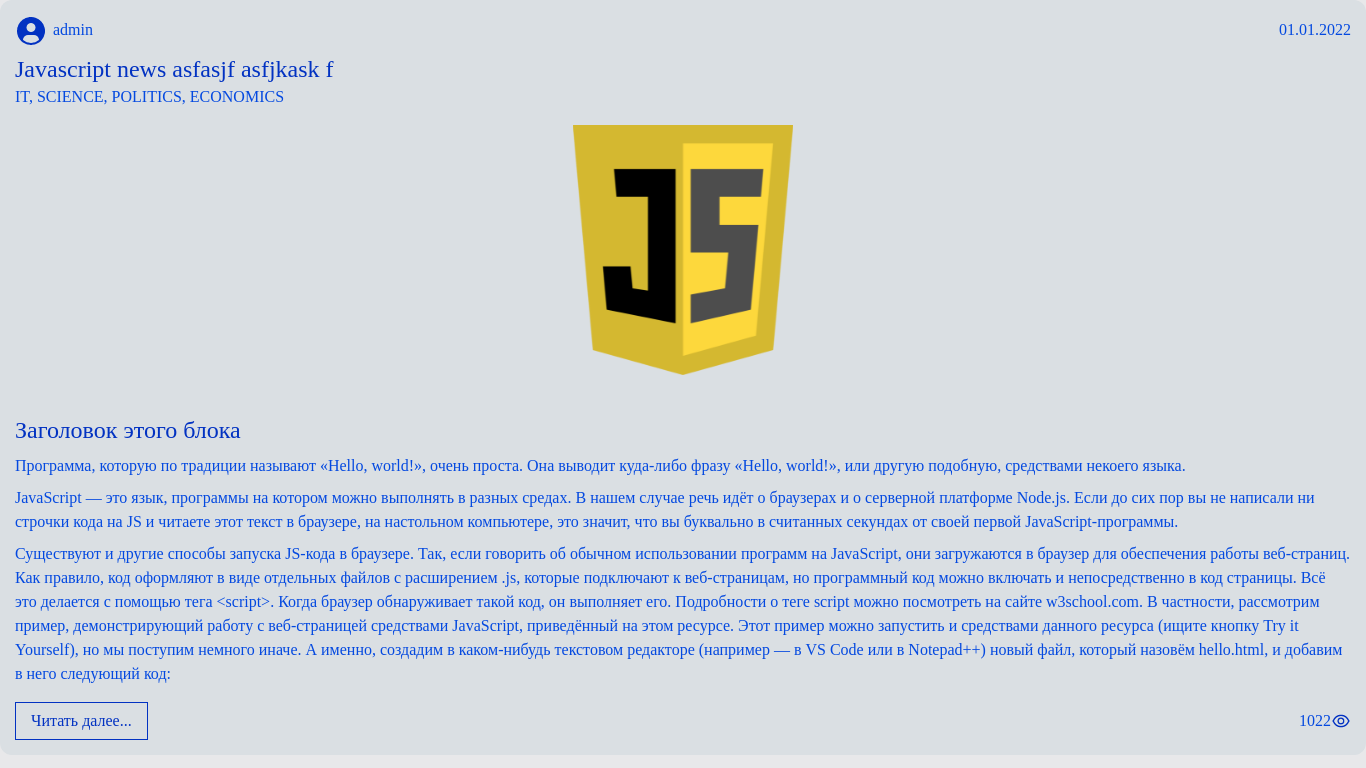 admin
01.01.2022
Javascript news asfasjf asfjkask f
IT, SCIENCE, POLITICS, ECONOMICS
JS
Заголовок этого блока
Программа, которую по традиции называют «Hello, world!», очень проста. Она выводит куда-либо фразу «Hello, world!», или другую подобную, средствами некоего языка.
JavaScript — это язык, программы на котором можно выполнять в разных средах. В нашем случае речь идёт о браузерах и о серверной платформе Node.js. Если до сих пор вы не написали ни
строчки кода на JS и читаете этот текст в браузере, на настольном компьютере, это значит, что вы буквально в считанных секундах от своей первой JavaScript-программы.
Существуют и другие способы запуска JS-кода в браузере. Так, если говорить об обычном использовании программ на JavaScript, они загружаются в браузер для обеспечения работы веб-страниц.
Как правило, код оформляют в виде отдельных файлов с расширением .js, которые подключают к веб-страницам, но программный код можно включать и непосредственно в код страницы. Всё
это делается с помощью тега <script>. Когда браузер обнаруживает такой код, он выполняет его. Подробности о теге script можно посмотреть на сайте w3school.com. В частности, рассмотрим
пример, демонстрирующий работу с веб-страницей средствами JavaScript, приведённый на этом ресурсе. Этот пример можно запустить и средствами данного ресурса (ищите кнопку Try it
Yourself), но мы поступим немного иначе. А именно, создадим в каком-нибудь текстовом редакторе (например — в VS Code или в Notepad++) новый файл, который назовём hello.html, и добавим
в него следующий код:
Читать далее...
1022